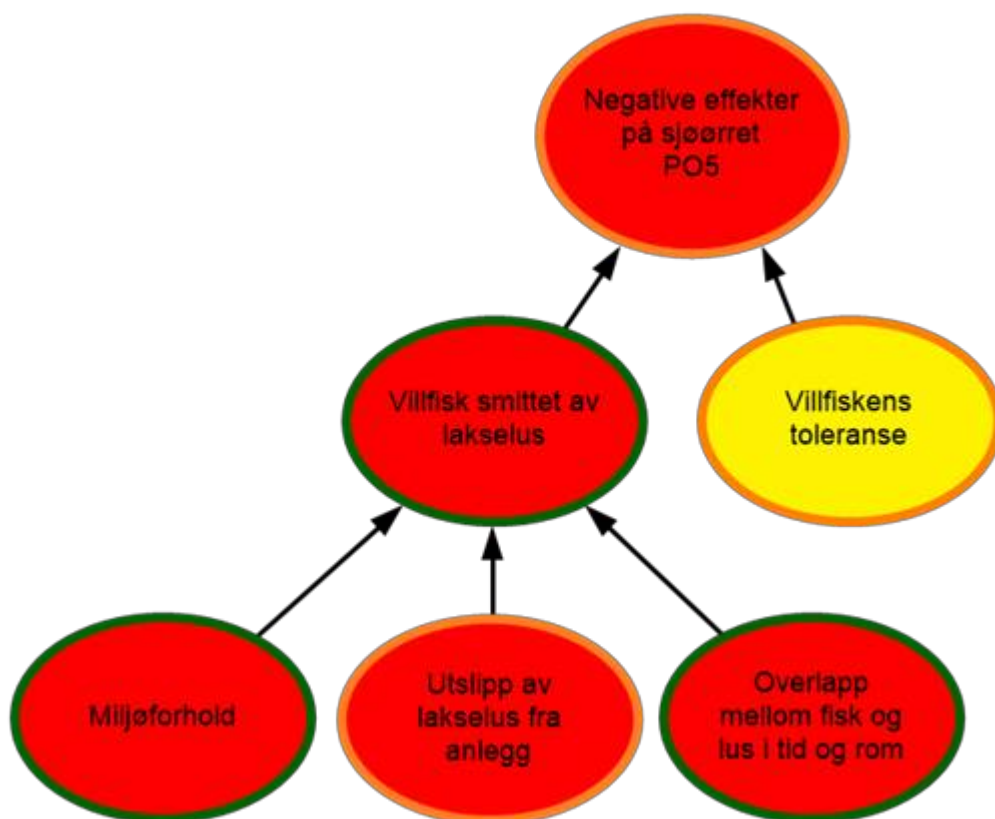 Negative effekter
på sjøørret
PO5
Villfisk smittet av
lakselus
Villfiskens
toleranse
Miljøforhold
Utslipp av
lakselus fra
anlegg
Overlapp
mellom fisk og
lus i tid og rom